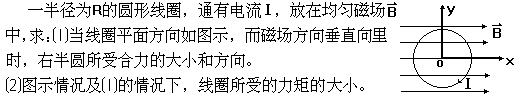 一半径为R的圆形线圈，通有电流I，放在均匀磁场B⃗
中，求：⑴当线圈平面方向如图示，而磁场方向垂直向里
时，右半圆所受合力的大小和方向。
⑵图示情况及⑴的情况下，线圈所受的力矩的大小。
y
B⃗
o
x
I